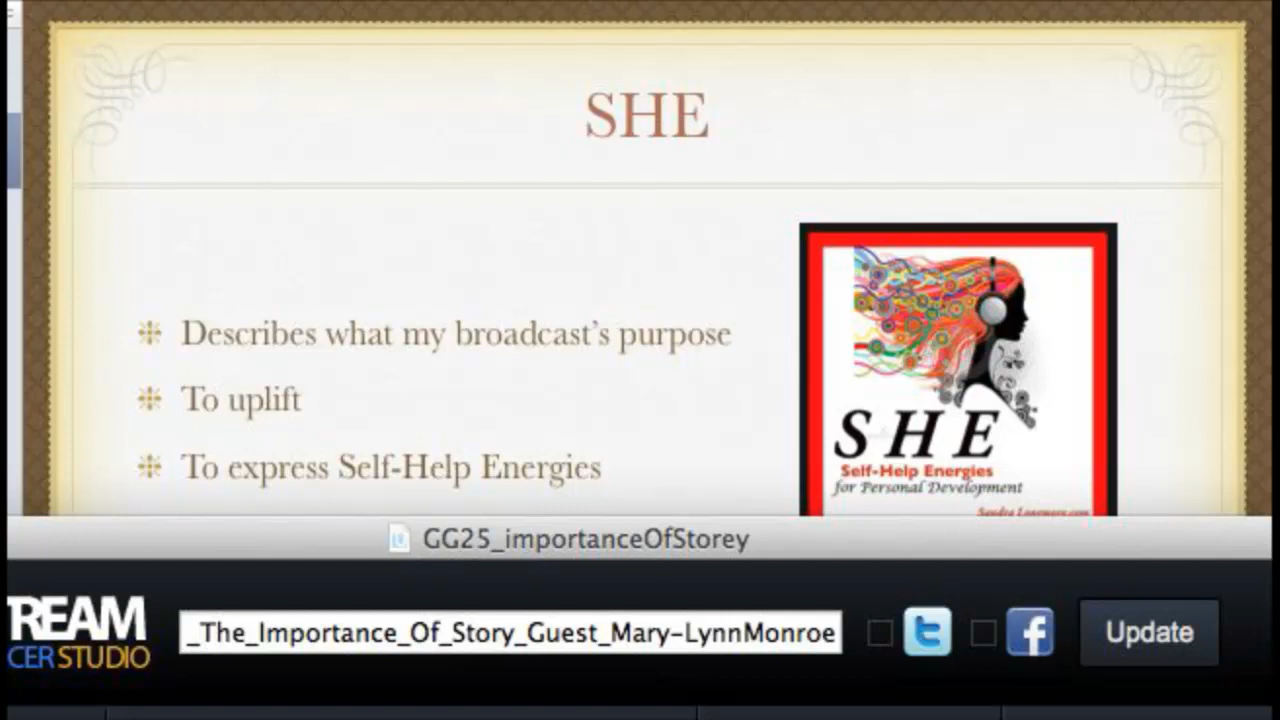 SHE
Describes what my broadcast's purpose
To uplift
To express Self-Help Energies
SHE
Self-Help Energies
for Personal Development
GG25_importanceOfStorey
TREAM
CER STUDIO
_The_Importance_Of_Story_Guest_Mary-LynnMonroe
Update